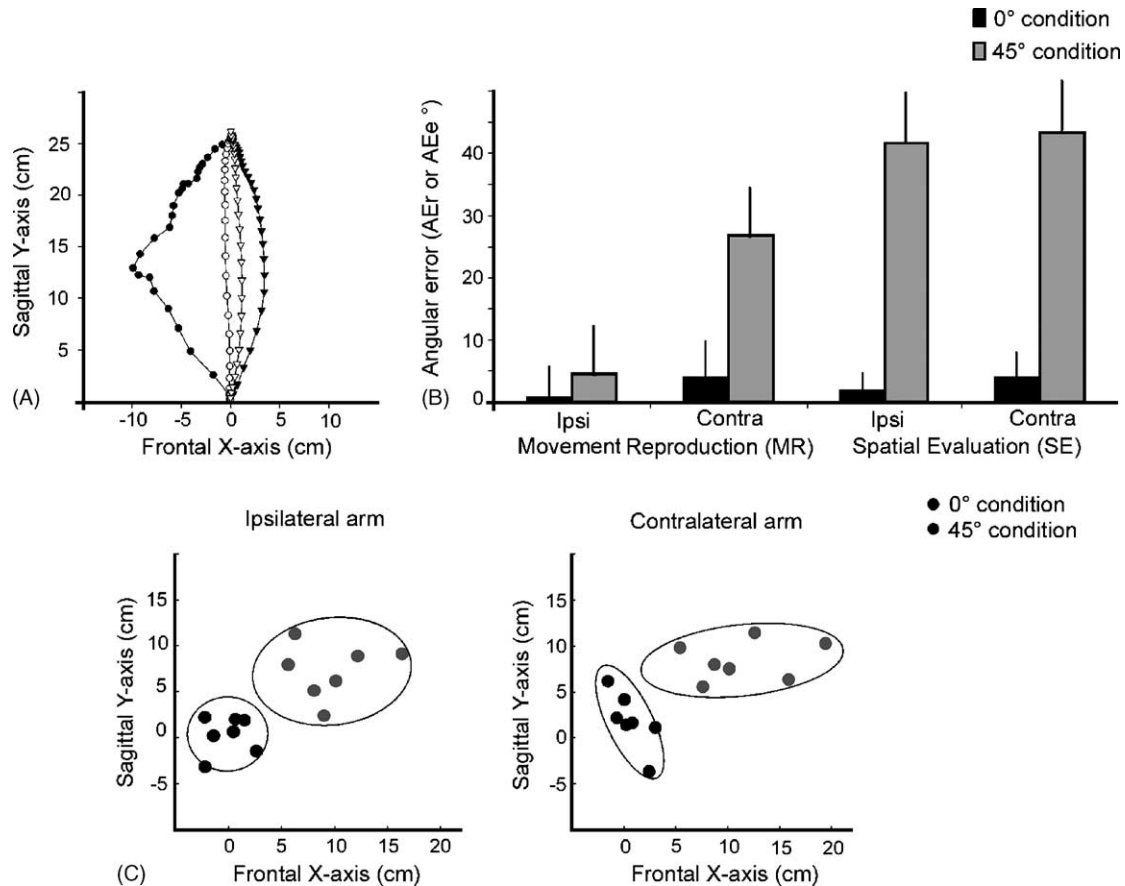 0° condition
45° condition
Sagittal Y-axis (cm)
25
20
15
10
5
-10 -5 0 5 10
Frontal X-axis (cm)
(A)
Angular error (AEr or AEe °)
40
30
20
10
0
Ipsi Contra Ipsi Contra
Movement Reproduction (MR) Spatial Evaluation (SE)
(B)
0° condition
45° condition
Ipsilateral arm
Sagittal Y-axis (cm)
15
10
5
0
-5
0 5 10 15 20
Frontal X-axis (cm)
Contralateral arm
Sagittal Y-axis (cm)
15
10
5
0
-5
0 5 10 15 20
Frontal X-axis (cm)
(C)